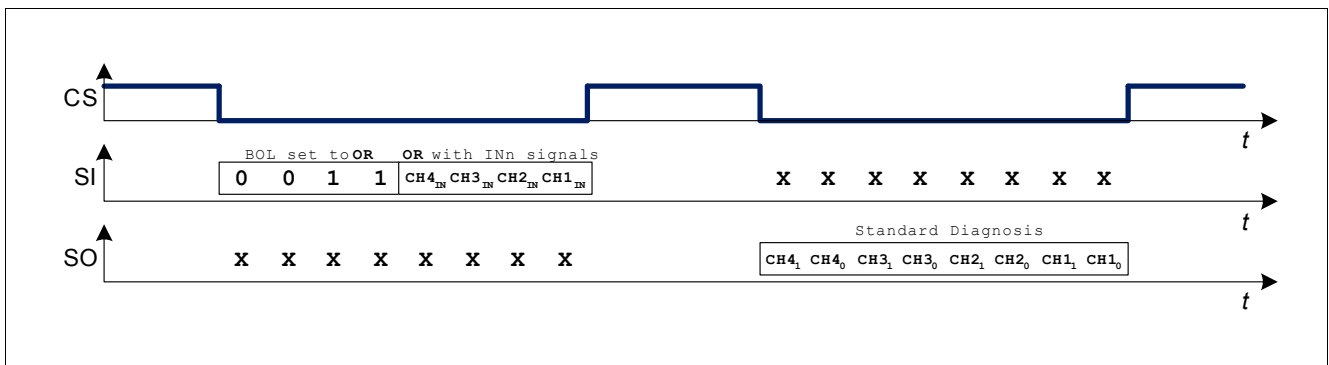 CS
t
BOL set to OR OR with INn signals
SI 0 0 1 1 CH4IN CH3IN CH2IN CH1IN X X X X X X X X
t
Standard Diagnosis
SO X X X X X X X X CH41 CH40 CH31 CH30 CH21 CH20 CH11 CH10
t